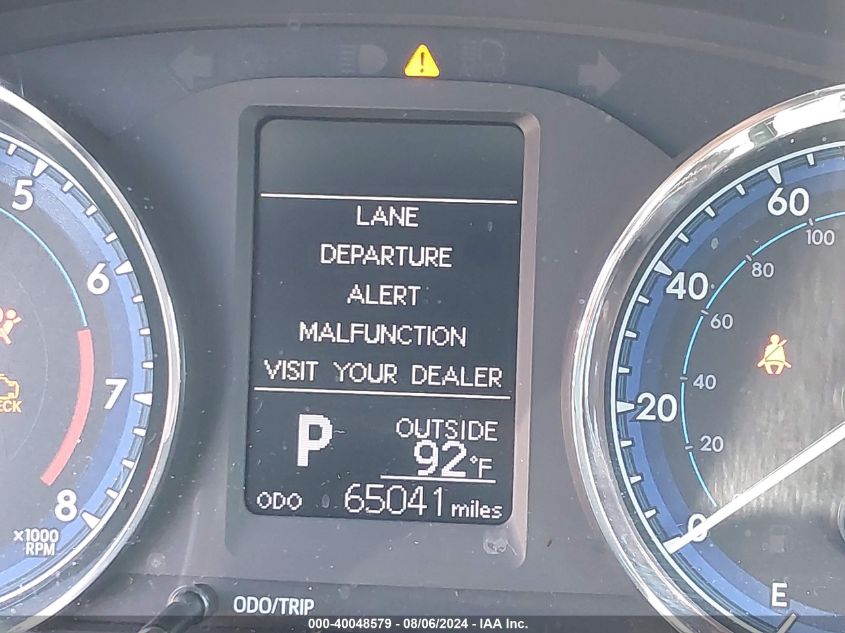 LANE
DEPARTURE
ALERT
MALFUNCTION
VISIT YOUR DEALER
P
OUTSIDE
92°F
ODO 65041 miles
5
6
7
8
x1000
RPM
60
40
20
0
100
80
60
40
20
E
ODO/TRIP
000-40048579 - 08/06/2024 - IAA Inc.